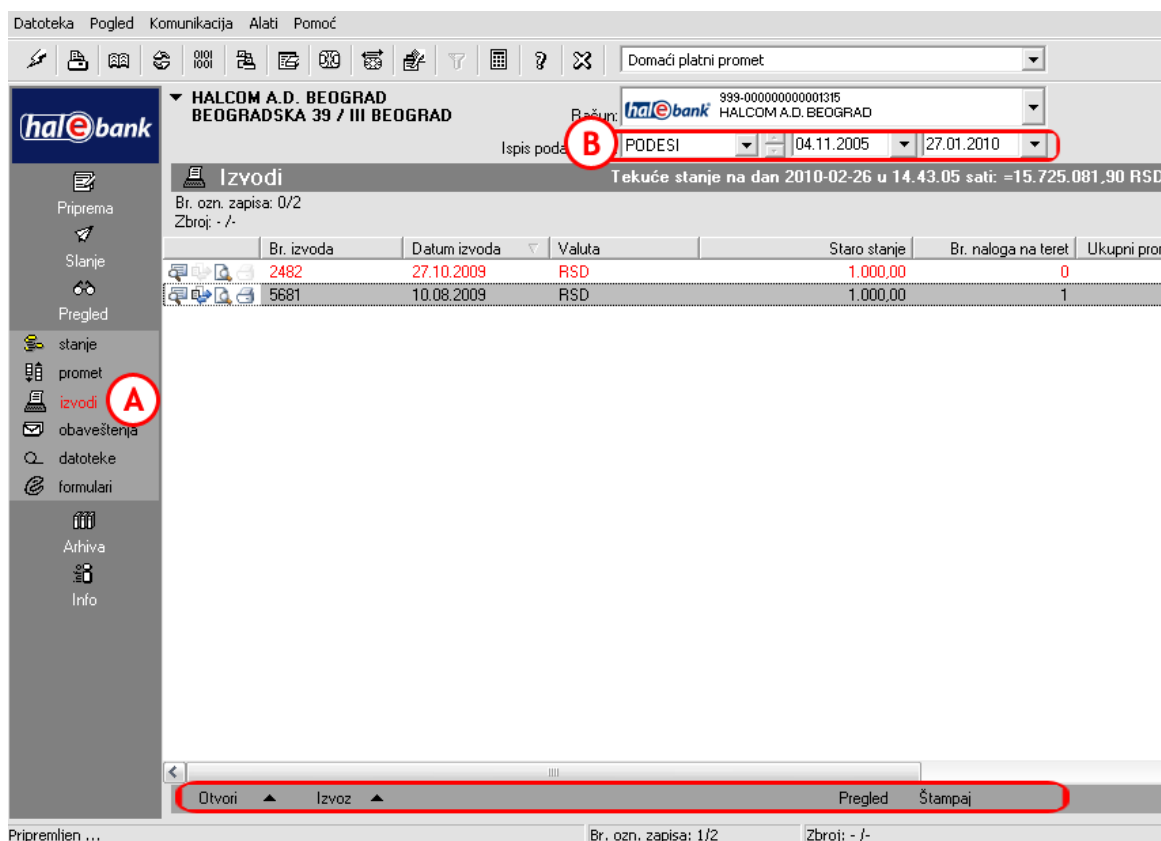 Datoteka Pogled Komunikacija Alati Pomoć
Domaći platni promet
halebank
HALCOM A.D. BEOGRAD
BEOGRADSKA 39 / III BEOGRAD
Račun:
halebank
999-000000000001315
HALCOM A.D. BEOGRAD
Ispis poda
B
PODESI 04.11.2005 27.01.2010
Izvodi
Tekuće stanje na dan 2010-02-26 u 14.43.05 sati: =15.725.081,90 RSD
Br. ozn. zapisa: 0/2
Zbroj: - /-
Br. izvoda Datum izvoda Valuta Staro stanje Br. naloga na teret Ukupni pro
2482 27.10.2009 RSD 1.000,00 0
5681 10.08.2009 RSD 1.000,00 1
Priprema
Slanje
Pregled
stanje
promet
izvodi
A
obaveštenja
datoteke
formulari
Arhiva
Info
Otvori Izvoz Pregled Štampaj
Pripremljen ... Br. ozn. zapisa: 1/2 Zbroj: - /-